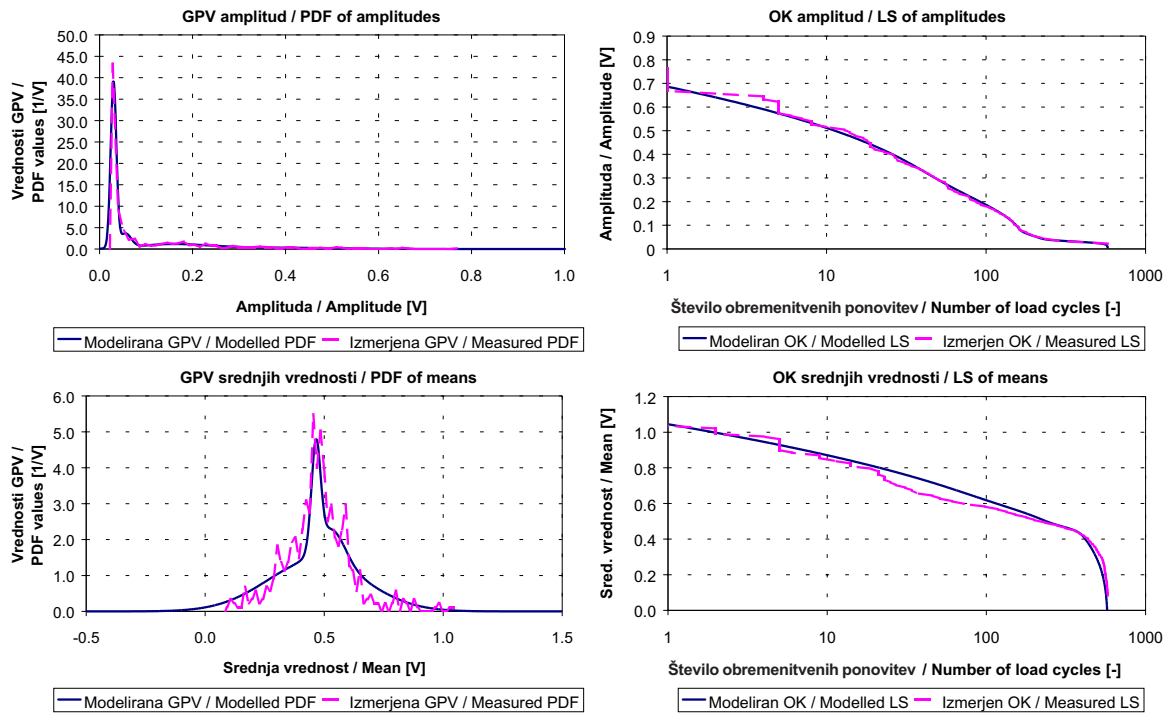 GPV amplitud / PDF of amplitudes
Vrednosti GPV /
PDF values [1/V]
50.0
45.0
40.0
35.0
30.0
25.0
20.0
15.0
10.0
5.0
0.0
0.0 0.2 0.4 0.6 0.8 1.0
Amplituda / Amplitude [V]
Modelirana GPV / Modelled PDF Izmerjena GPV / Measured PDF
OK amplitud / LS of amplitudes
Amplituda / Amplitude [V]
0.9
0.8
0.7
0.6
0.5
0.4
0.3
0.2
0.1
0
1 10 100 1000
Število obremenitvenih ponovitev / Number of load cycles [-]
Modeliran OK / Modelled LS Izmerjen OK / Measured LS
GPV srednjih vrednosti / PDF of means
Vrednosti GPV /
PDF values [1/V]
6.0
5.0
4.0
3.0
2.0
1.0
0.0
-0.5 0.0 0.5 1.0 1.5
Srednja vrednost / Mean [V]
Modelirana GPV / Modelled PDF Izmerjena GPV / Measured PDF
OK srednjih vrednosti / LS of means
Sred. vrednost / Mean [V]
1.2
1.0
0.8
0.6
0.4
0.2
0.0
1 10 100 1000
Število obremenitvenih ponovitev / Number of load cycles [-]
Modeliran OK / Modelled LS Izmerjen OK / Measured LS